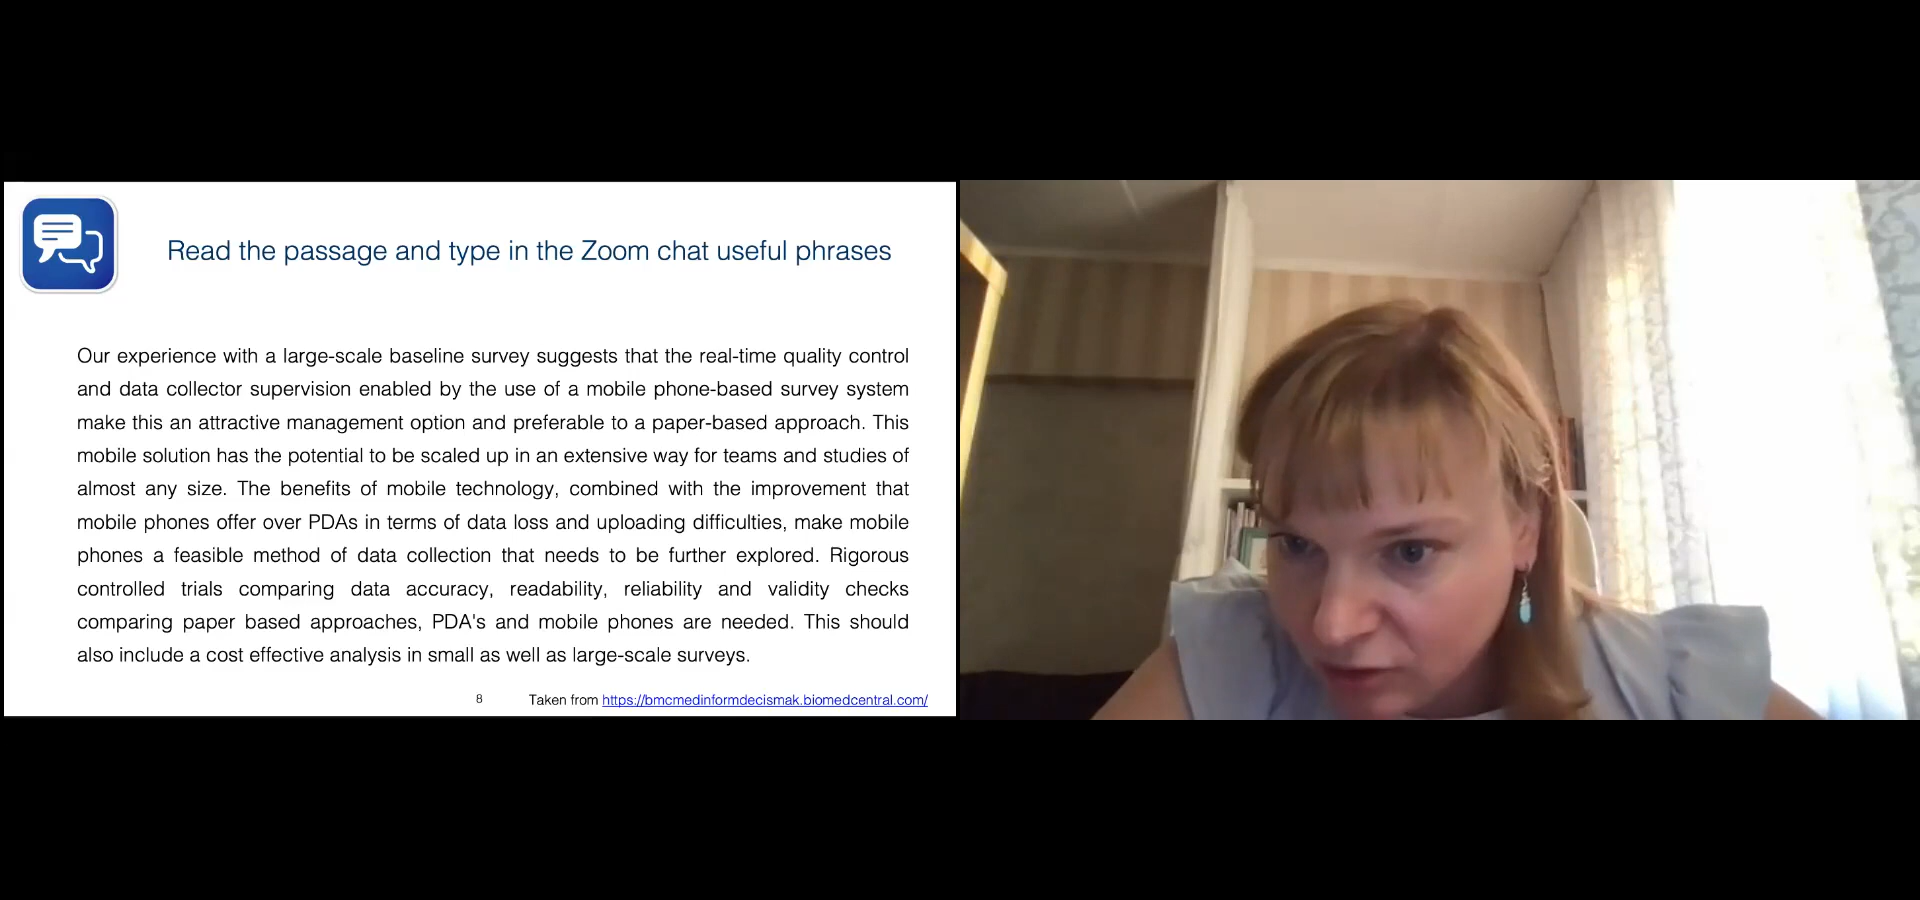 Read the passage and type in the Zoom chat useful phrases
Our experience with a large-scale baseline survey suggests that the real-time quality control
and data collector supervision enabled by the use of a mobile phone-based survey system
make this an attractive management option and preferable to a paper-based approach. This
mobile solution has the potential to be scaled up in an extensive way for teams and studies of
almost any size. The benefits of mobile technology, combined with the improvement that
mobile phones offer over PDAs in terms of data loss and uploading difficulties, make mobile
phones a feasible method of data collection that needs to be further explored. Rigorous
controlled trials comparing data accuracy, readability, reliability and validity checks
comparing paper based approaches, PDA's and mobile phones are needed. This should
also include a cost effective analysis in small as well as large-scale surveys.
8 Taken from https://bmcmedinformdecismak.biomedcentral.com/